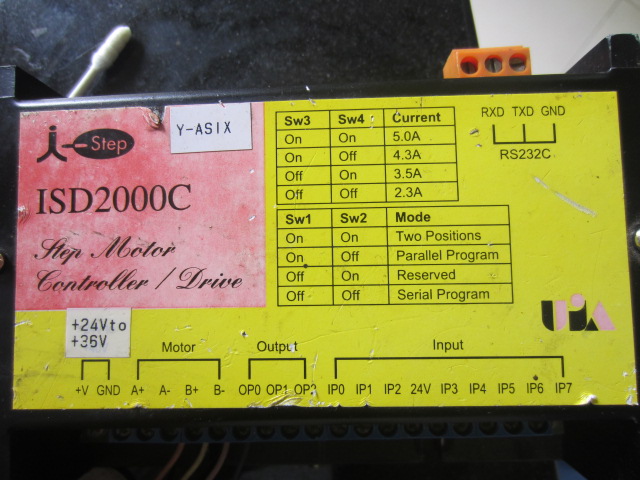 i-Step
Y-ASIX
ISD2000C
Step Motor
Controller / Drive
Sw3 Sw4 Current
On On 5.0A
On Off 4.3A
Off On 3.5A
Off Off 2.3A
RXD TXD GND
RS232C
Sw1 Sw2 Mode
On On Two Positions
On Off Parallel Program
Off On Reserved
Off Off Serial Program
+24Vto
+36V
Motor Output Input
+V GND A+ A- B+ B- OP0 OP1 OP2 IP0 IP1 IP2 24V IP3 IP4 IP5 IP6 IP7